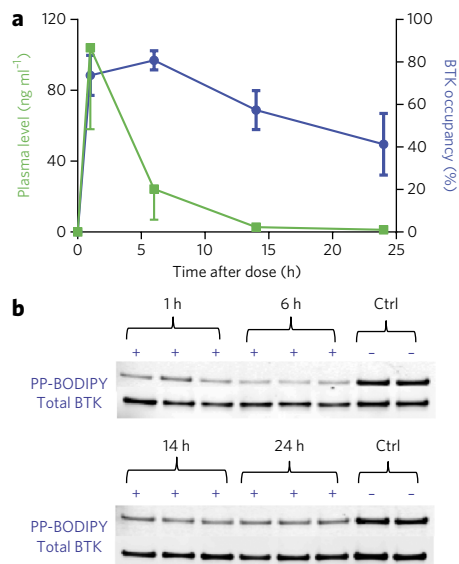 a
Plasma level (ng ml⁻¹)
120
80
40
0
100
80
60
40
20
0
BTK occupancy (%)
0 5 10 15 20 25
Time after dose (h)
b
1 h 6 h Ctrl
+ + + + + + – –
PP-BODIPY
Total BTK
14 h 24 h Ctrl
+ + + + + + – –
PP-BODIPY
Total BTK